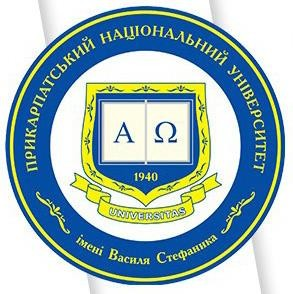 ПРИКАРПАТСЬКИЙ НАЦІОНАЛЬНИЙ УНІВЕРСИТЕТ
Α Ω
1940
UNIVERSITAS
імені Василя Стефаника